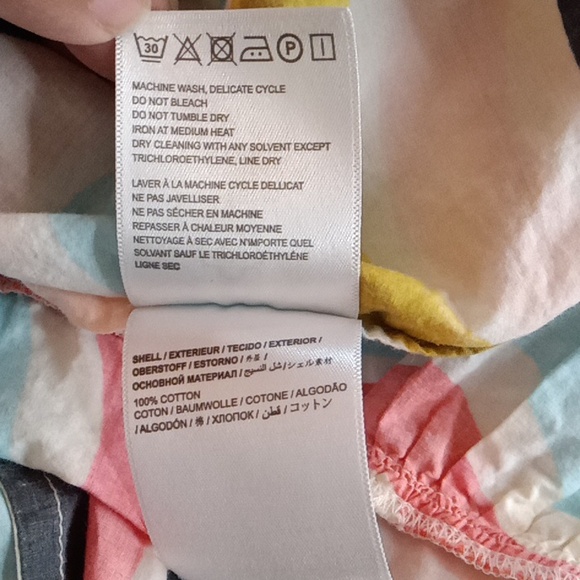 30 P
MACHINE WASH, DELICATE CYCLE
DO NOT BLEACH
DO NOT TUMBLE DRY
IRON AT MEDIUM HEAT
DRY CLEANING WITH ANY SOLVENT EXCEPT
TRICHLOROETHYLENE, LINE DRY
LAVER À LA MACHINE CYCLE DELLICAT
NE PAS JAVELLISER
NE PAS SÉCHER EN MACHINE
REPASSER À CHALEUR MOYENNE
NETTOYAGE À SEC AVEC N'IMPORTE QUEL
SOLVANT SAUF LE TRICHLOROÉTHYLÈNE
LIGNE SEC
SHELL / EXTERIEUR / TECIDO / EXTERIOR /
OBERSTOFF / ESTORNO / 外层 /
ОСНОВНОЙ МАТЕРИАЛ / شل النسيج / シェル素材
100% COTTON
COTON / BAUMWOLLE / COTONE / ALGODÃO
/ ALGODÓN / 棉 / ХЛОПОК / قطن / コットン